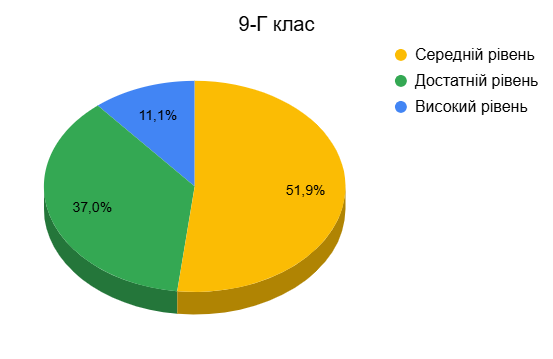 9-Г клас
Середній рівень
Достатній рівень
Високий рівень
11,1%
51,9%
37,0%